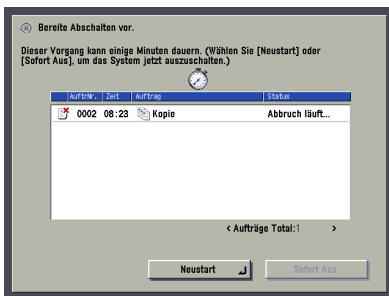 Bereite Abschalten vor.
Dieser Vorgang kann einige Minuten dauern. (Wählen Sie [Neustart] oder
[Sofort Aus], um das System jetzt auszuschalten.)
AuftrNr. Zeit Auftrag Status
0002 08:23 Kopie Abbruch läuft...
< Aufträge Total:1 >
Neustart Sofort Aus